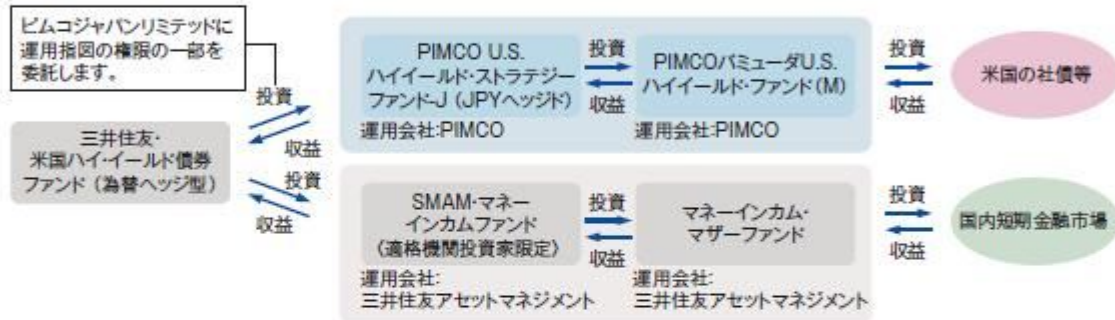 ピムコジャパンリミテッドに
運用指図の権限の一部を
委託します。
三井住友・
米国ハイ・イールド債券
ファンド（為替ヘッジ型）
投資
収益
投資
収益
PIMCO U.S.
ハイイールド・ストラテジー
ファンド-J（JPYヘッジド）
運用会社:PIMCO
投資
収益
PIMCOバミューダU.S.
ハイイールド・ファンド(M)
運用会社:PIMCO
投資
収益
米国の社債等
SMAM・マネー
インカムファンド
（適格機関投資家限定）
運用会社:
三井住友アセットマネジメント
投資
収益
マネーインカム・
マザーファンド
運用会社:
三井住友アセットマネジメント
投資
収益
国内短期金融市場